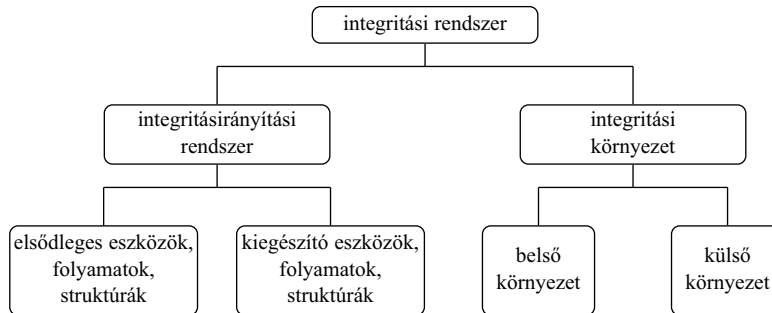 integritási rendszer
integritásirányítási
rendszer
integritási
környezet
elsődleges eszközök,
folyamatok,
struktúrák
kiegészítő eszközök,
folyamatok,
struktúrák
belső
környezet
külső
környezet